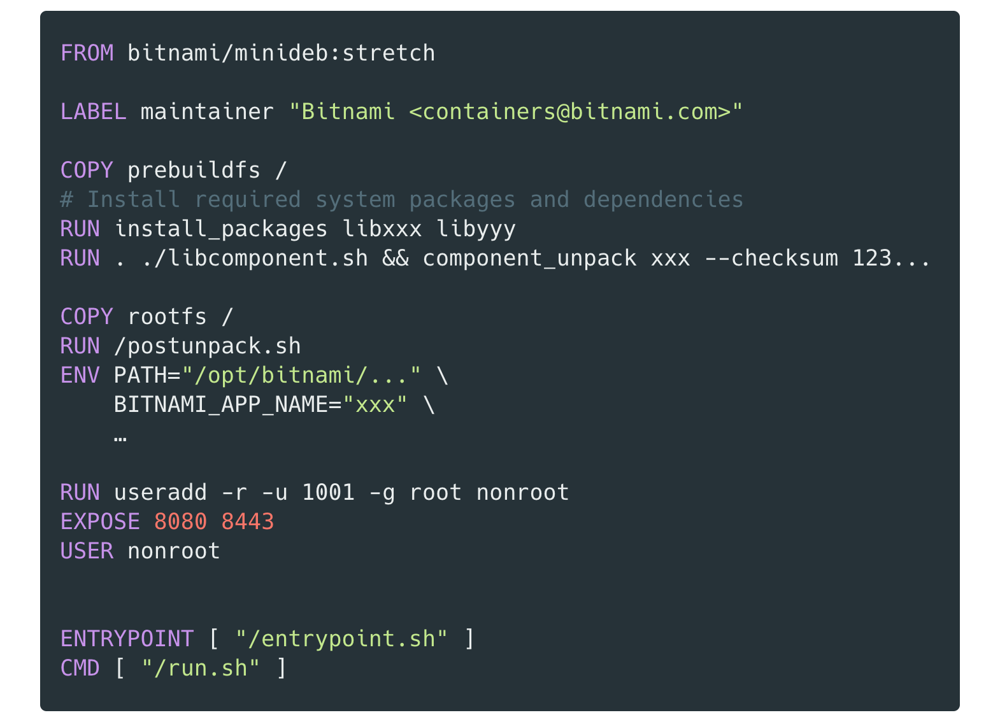 FROM bitnami/minideb:stretch

LABEL maintainer "Bitnami <containers@bitnami.com>"

COPY prebuildfs /
# Install required system packages and dependencies
RUN install_packages libxxx libyyy
RUN . ./libcomponent.sh && component_unpack xxx --checksum 123...

COPY rootfs /
RUN /postunpack.sh
ENV PATH="/opt/bitnami/..." \
    BITNAMI_APP_NAME="xxx" \
    …

RUN useradd -r -u 1001 -g root nonroot
EXPOSE 8080 8443
USER nonroot

ENTRYPOINT [ "/entrypoint.sh" ]
CMD [ "/run.sh" ]